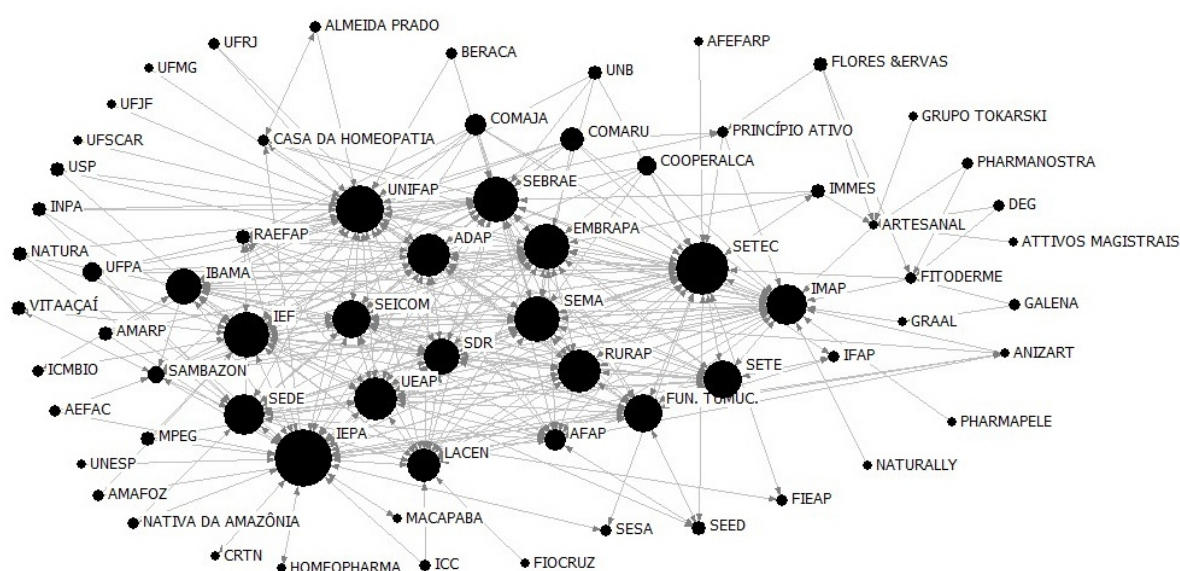 ALMEIDA PRADO
UFRJ
AFEFARP
BERACA
UFMG
UNB
FLORES &ERVAS
UFJF
GRUPO TOKARSKI
COMAJA
COMARU
PRINCÍPIO ATIVO
UFSCAR
CASA DA HOMEOPATIA
COOPERALCA
PHARMANOSTRA
USP
SEBRAE
UNIFAP
IMMES
DEG
INPA
ARTESANAL
EMBRAPA
RAEFAP
ADAP
ATTIVOS MAGISTRAIS
SETEC
NATURA
UFPA
IBAMA
FITODERME
IMAP
VITAAÇAÍ
SEICOM
SEMA
GALENA
IEF
GRAAL
AMARP
SDR
RURAP
IFAP
ANIZART
ICMBIO
SAMBAZON
SETE
UEAP
AEFAC
SEDE
FUN. TUMUC.
PHARMAPELE
MPEG
IEPA
AFAP
LACEN
UNESP
NATURALLY
AMAFOZ
FIEAP
NATIVA DA AMAZÔNIA
MACAPABA
SESA
SEED
CRTN
HOMEOPHARMA
ICC
FIOCRUZ